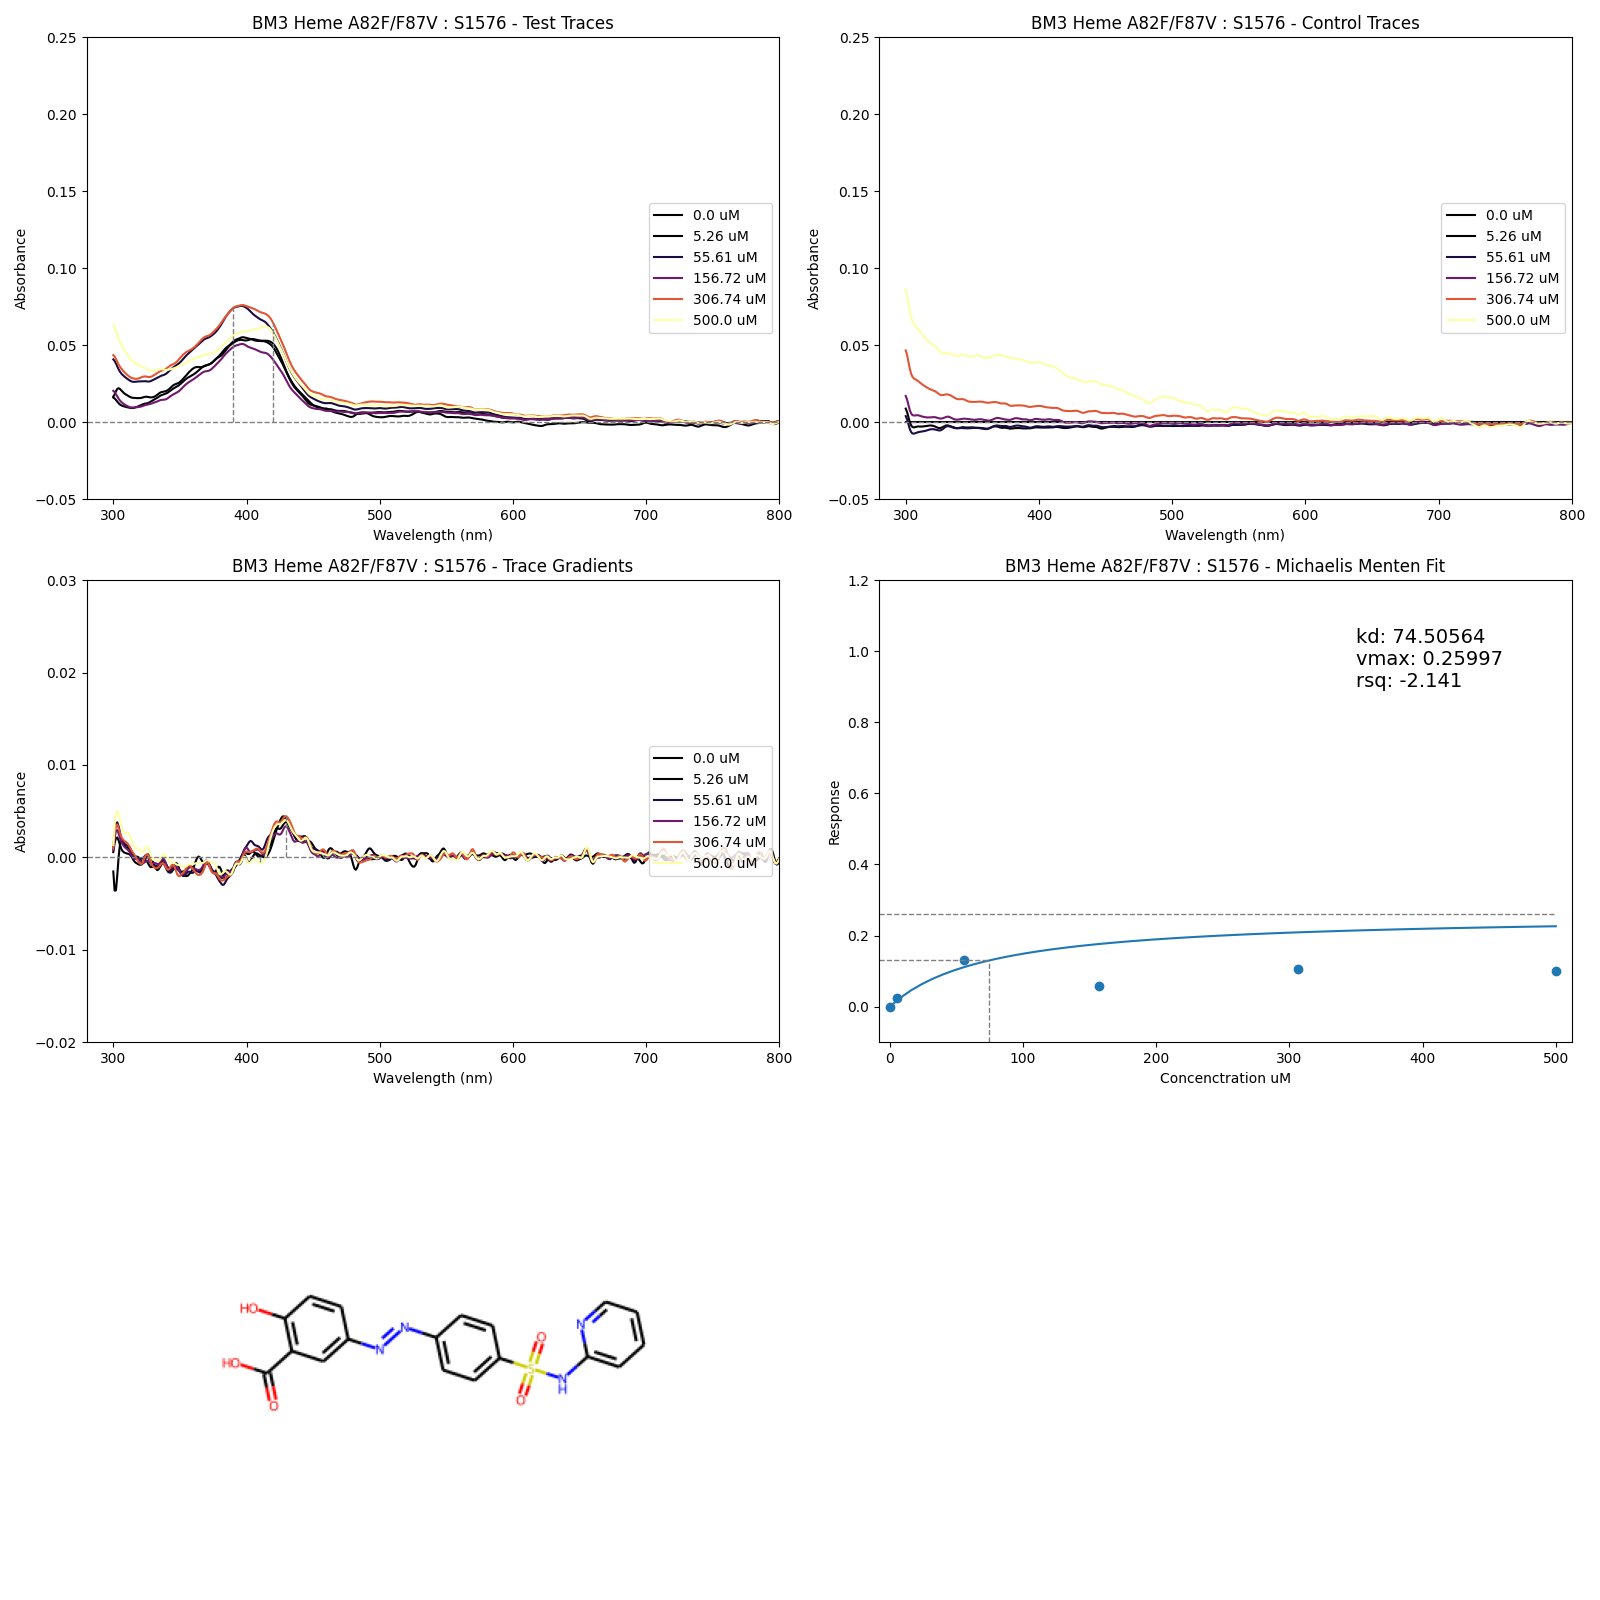 BM3 Heme A82F/F87V : S1576 - Test Traces
0.25
0.20
0.15
0.10
0.05
0.00
−0.05
Absorbance
300 400 500 600 700 800
Wavelength (nm)
0.0 uM
5.26 uM
55.61 uM
156.72 uM
306.74 uM
500.0 uM
BM3 Heme A82F/F87V : S1576 - Control Traces
0.25
0.20
0.15
0.10
0.05
0.00
−0.05
Absorbance
300 400 500 600 700 800
Wavelength (nm)
0.0 uM
5.26 uM
55.61 uM
156.72 uM
306.74 uM
500.0 uM
BM3 Heme A82F/F87V : S1576 - Trace Gradients
0.03
0.02
0.01
0.00
−0.01
−0.02
Absorbance
300 400 500 600 700 800
Wavelength (nm)
0.0 uM
5.26 uM
55.61 uM
156.72 uM
306.74 uM
500.0 uM
BM3 Heme A82F/F87V : S1576 - Michaelis Menten Fit
1.2
1.0
0.8
0.6
0.4
0.2
0.0
Response
0 100 200 300 400 500
Concenctration uM
kd: 74.50564
vmax: 0.25997
rsq: -2.141
HO
HO
O
N
N
O
S
O
N
H
N